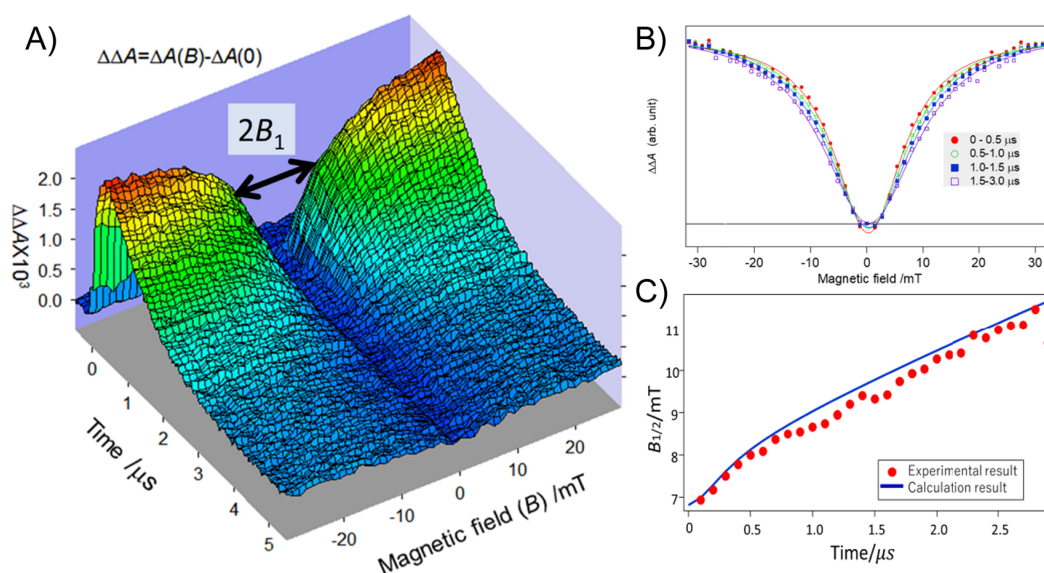 A)
ΔΔA=ΔA(B)-ΔA(0)
2B₁
ΔΔAX10³
2.0
1.5
1.0
0.5
0.0
0
1
2
3
4
5
Time /μs
-20
-10
0
10
20
Magnetic field (B) /mT
B)
-30
-20
-10
0
10
20
30
ΔΔA (arb. unit)
0 - 0.5 μs
0.5-1.0 μs
1.0-1.5 μs
1.5-3.0 μs
Magnetic field /mT
C)
B₁/₂/mT
11
10
9
8
7
Experimental result
Calculation result
0
0.5
1.0
1.5
2.0
2.5
Time/μs